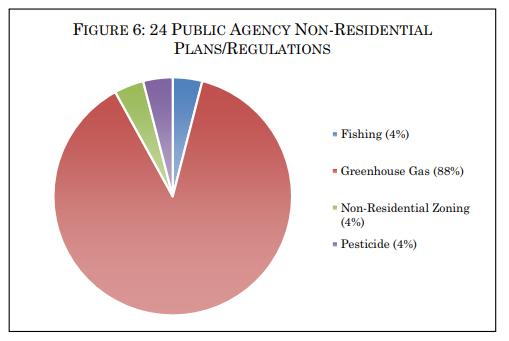 FIGURE 6: 24 PUBLIC AGENCY NON-RESIDENTIAL
PLANS/REGULATIONS
Fishing (4%)
Greenhouse Gas (88%)
Non-Residential Zoning
(4%)
Pesticide (4%)